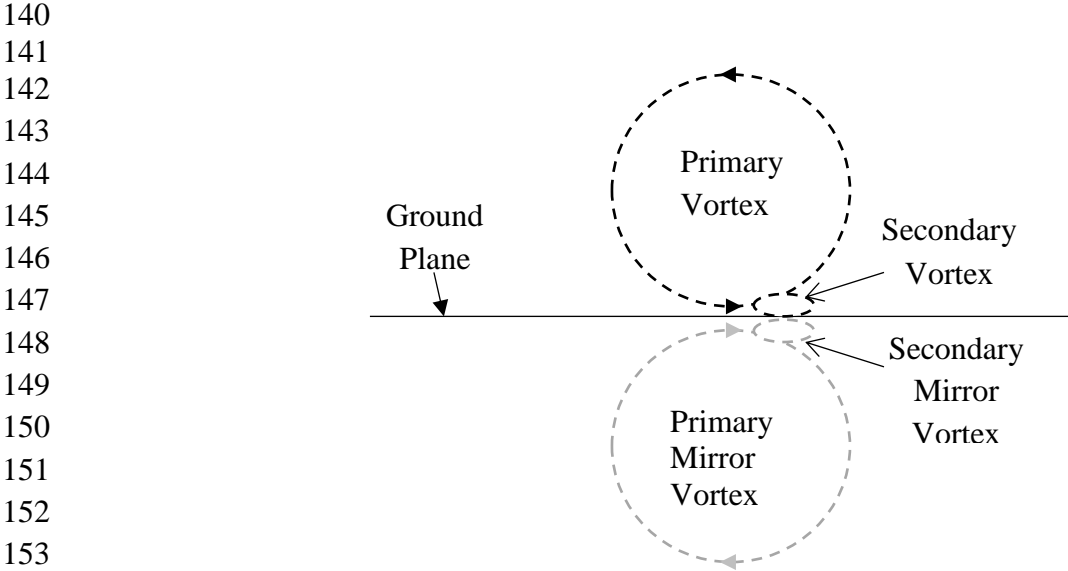 140
141
142
143
144
145
146
147
148
149
150
151
152
153
Primary
Vortex
Ground
Plane
Secondary
Vortex
Secondary
Mirror
Vortex
Primary
Mirror
Vortex